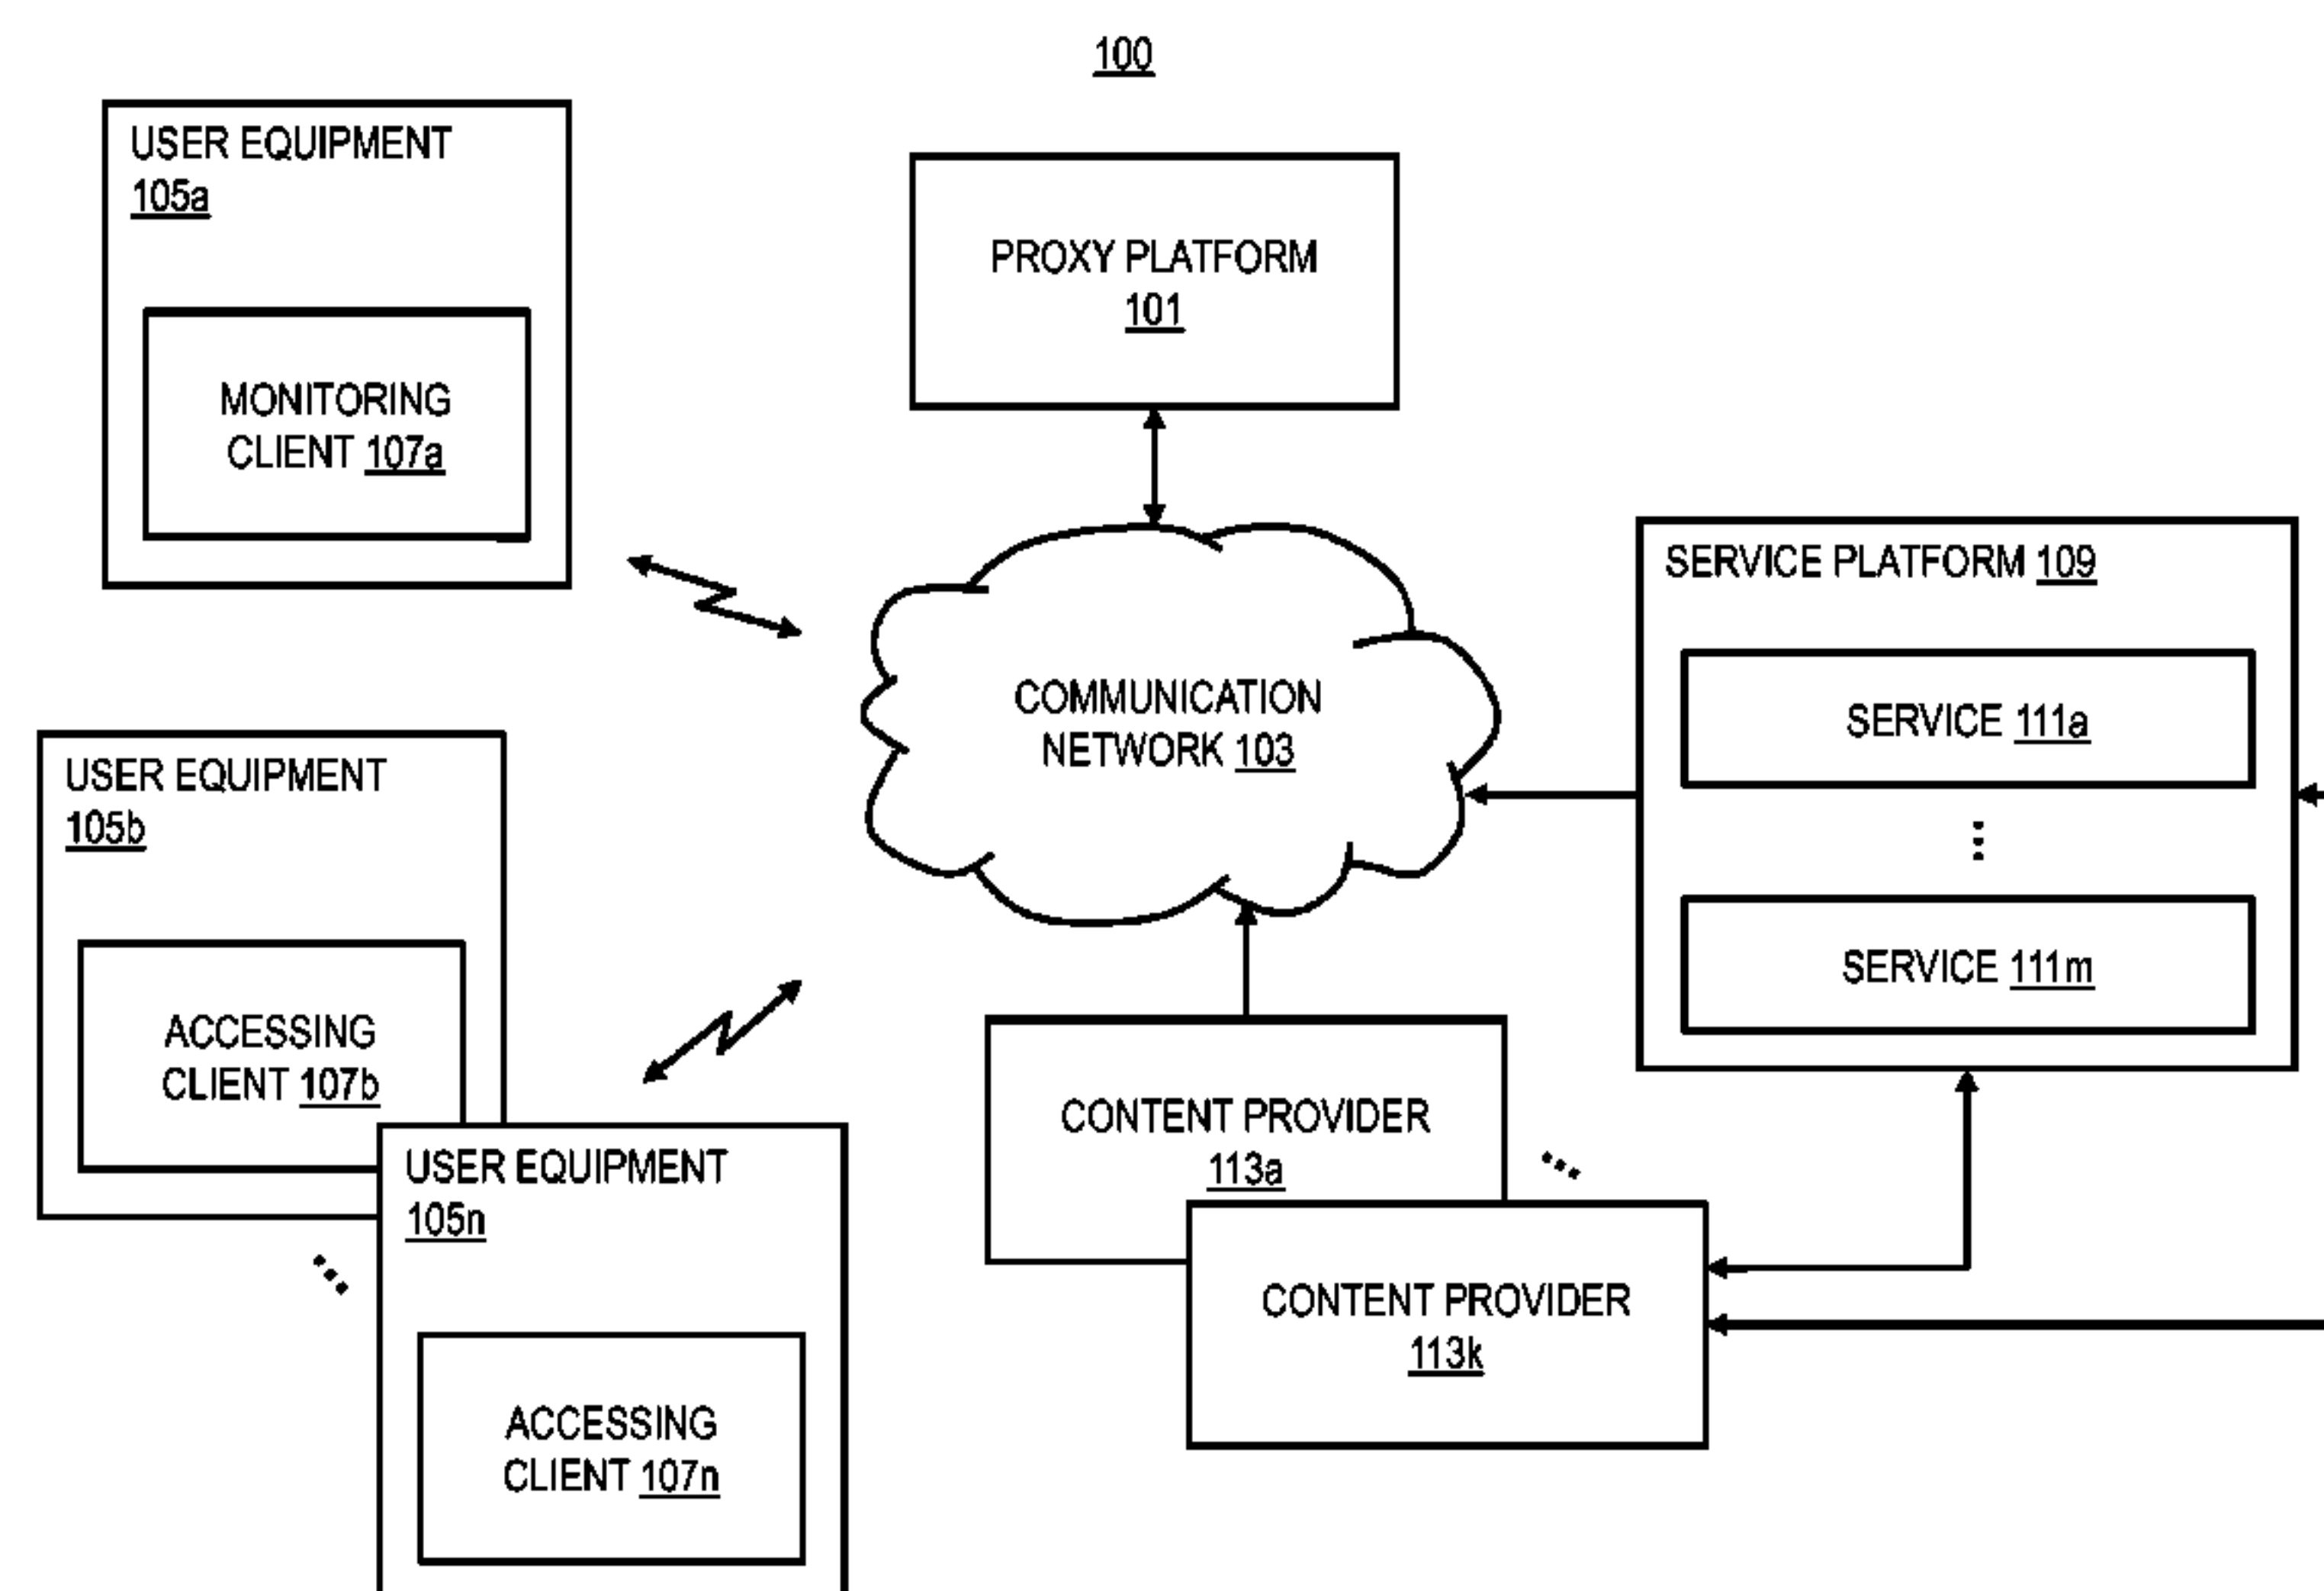 100
USER EQUIPMENT
105a
MONITORING
CLIENT 107a
PROXY PLATFORM
101
COMMUNICATION
NETWORK 103
SERVICE PLATFORM 109
SERVICE 111a
SERVICE 111m
USER EQUIPMENT
105b
ACCESSING
CLIENT 107b
USER EQUIPMENT
105n
ACCESSING
CLIENT 107n
CONTENT PROVIDER
113a
CONTENT PROVIDER
113k